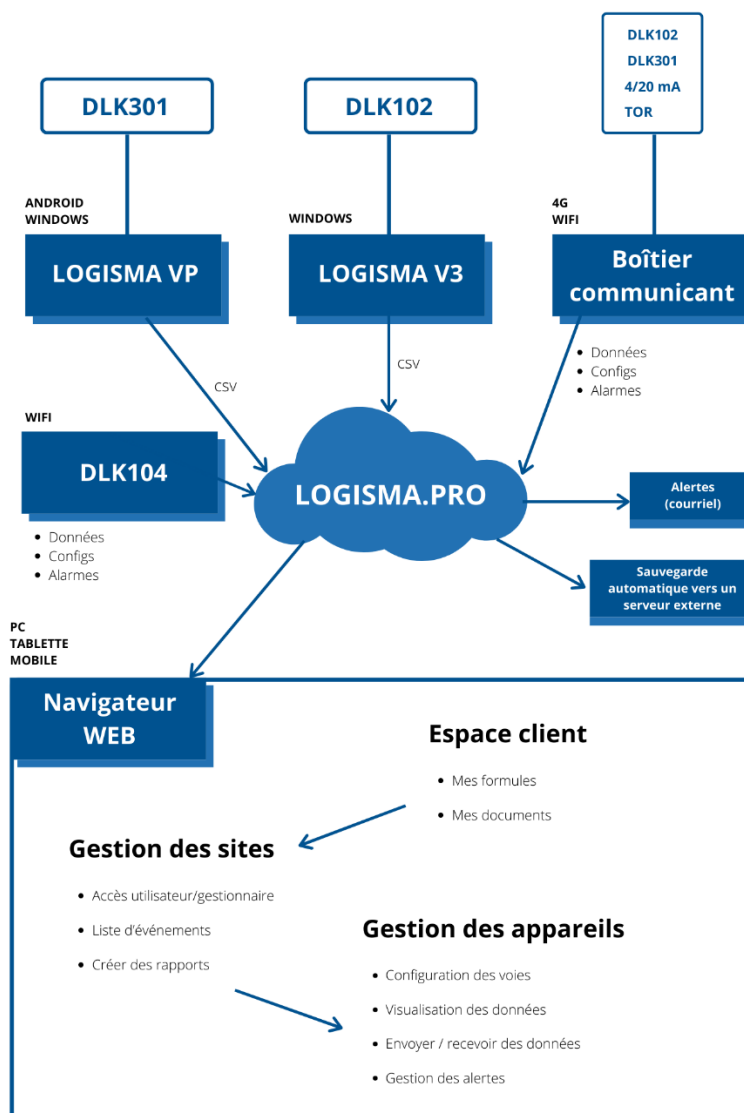 DLK102
DLK301
4/20 mA
TOR
DLK301
DLK102
ANDROID
WINDOWS
LOGISMA VP
WINDOWS
LOGISMA V3
4G
WIFI
Boîtier
communicant
CSV
CSV
• Données
• Configs
• Alarmes
WIFI
DLK104
• Données
• Configs
• Alarmes
LOGISMA.PRO
Alertes
(courriel)
Sauvegarde
automatique vers un
serveur externe
PC
TABLETTE
MOBILE
Navigateur
WEB
Espace client
• Mes formules
• Mes documents
Gestion des sites
• Accès utilisateur/gestionnaire
• Liste d'événements
• Créer des rapports
Gestion des appareils
• Configuration des voies
• Visualisation des données
• Envoyer / recevoir des données
• Gestion des alertes